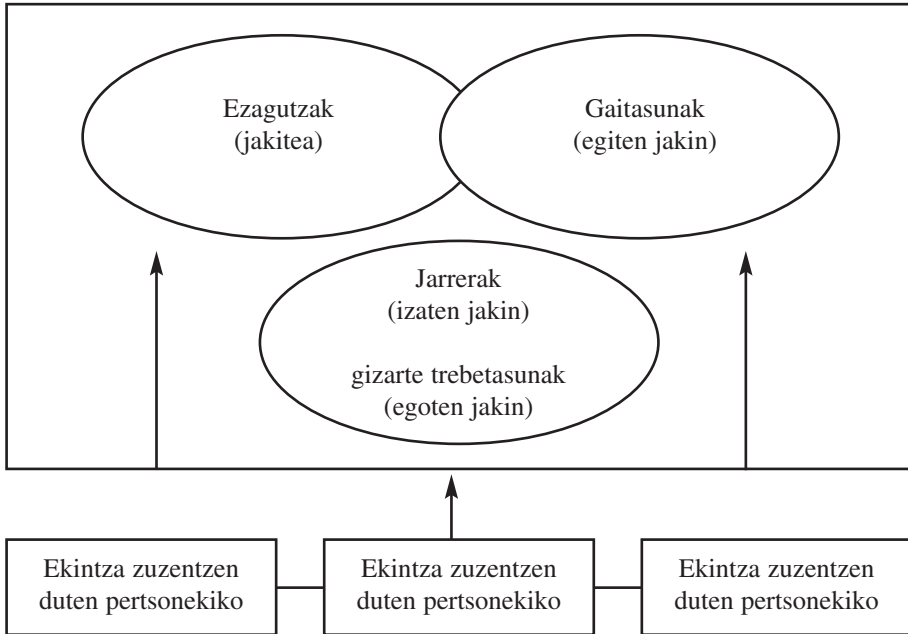 Ezagutzak
(jakitea)
Gaitasunak
(egiten jakin)
Jarrerak
(izaten jakin)
gizarte trebetasunak
(egoten jakin)
Ekintza zuzentzen
duten pertsonekiko
Ekintza zuzentzen
duten pertsonekiko
Ekintza zuzentzen
duten pertsonekiko